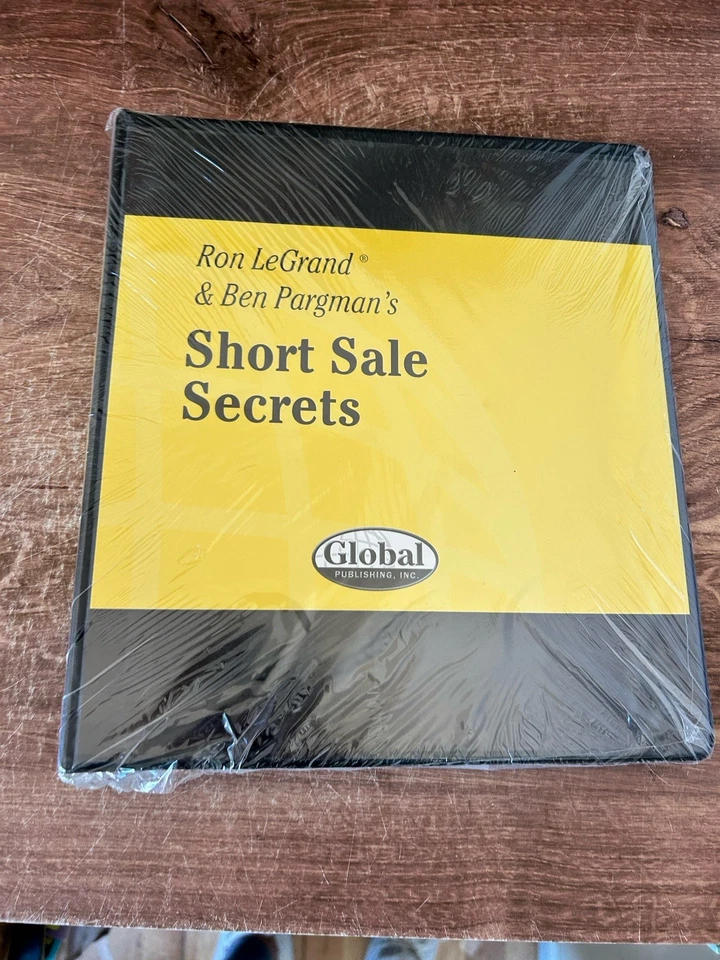 Ron LeGrand ®
& Ben Pargman's
Short Sale
Secrets
Global
PUBLISHING, INC.